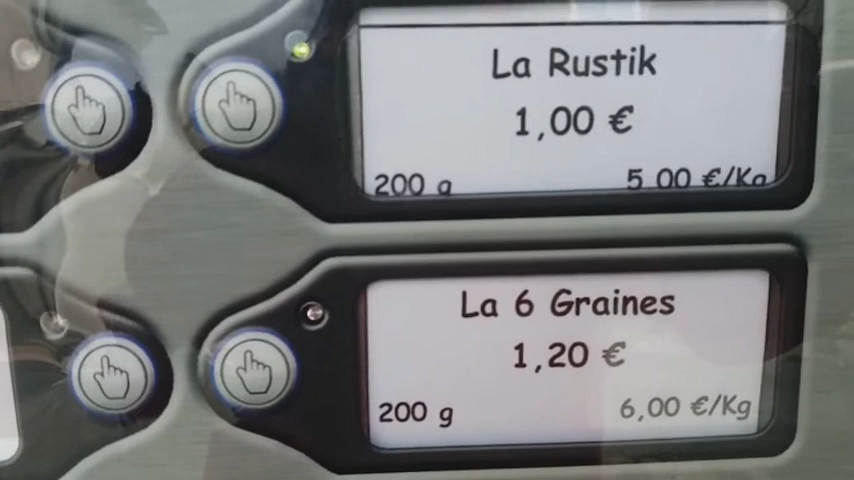 La Rustik
1,00 €
200 g
5,00 €/Kg
La 6 Graines
1,20 €
200 g
6,00 €/Kg